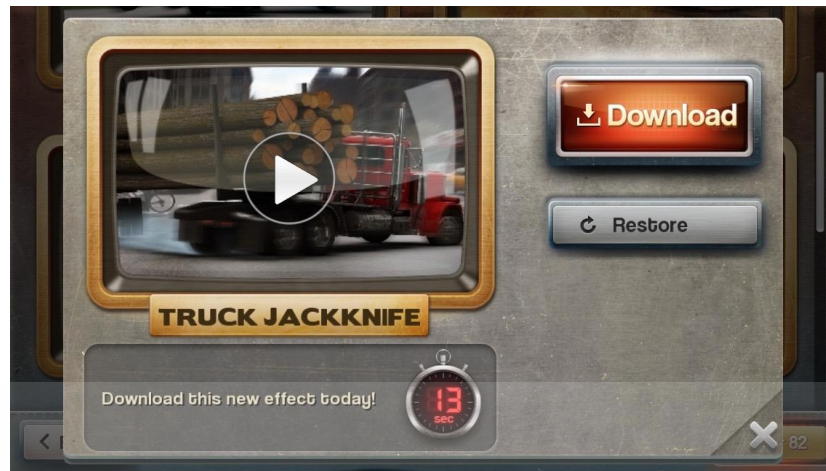 Download
Restore
TRUCK JACKKNIFE
Download this new effect today!
13
sec
82